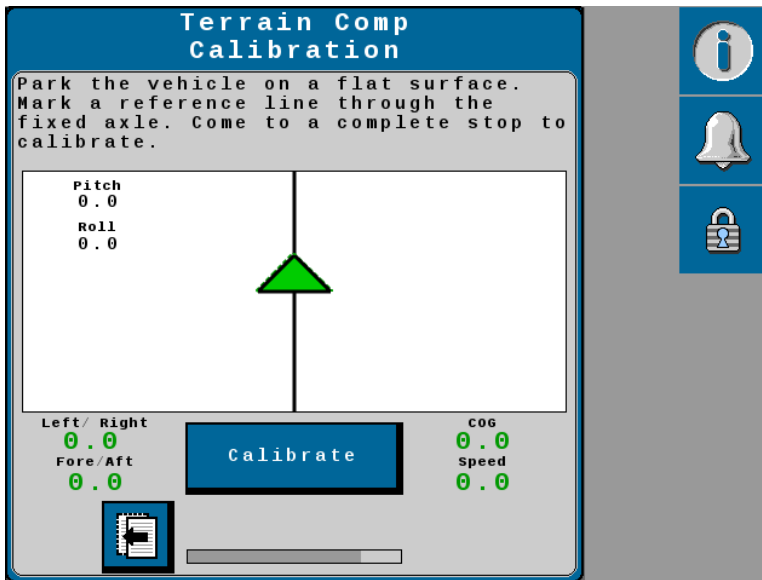 Terrain Comp
Calibration
Park the vehicle on a flat surface.
Mark a reference line through the
fixed axle. Come to a complete stop to
calibrate.
Pitch
0.0
Roll
0.0
Left/ Right
0.0
Fore/Aft
0.0
Calibrate
COG
0.0
Speed
0.0